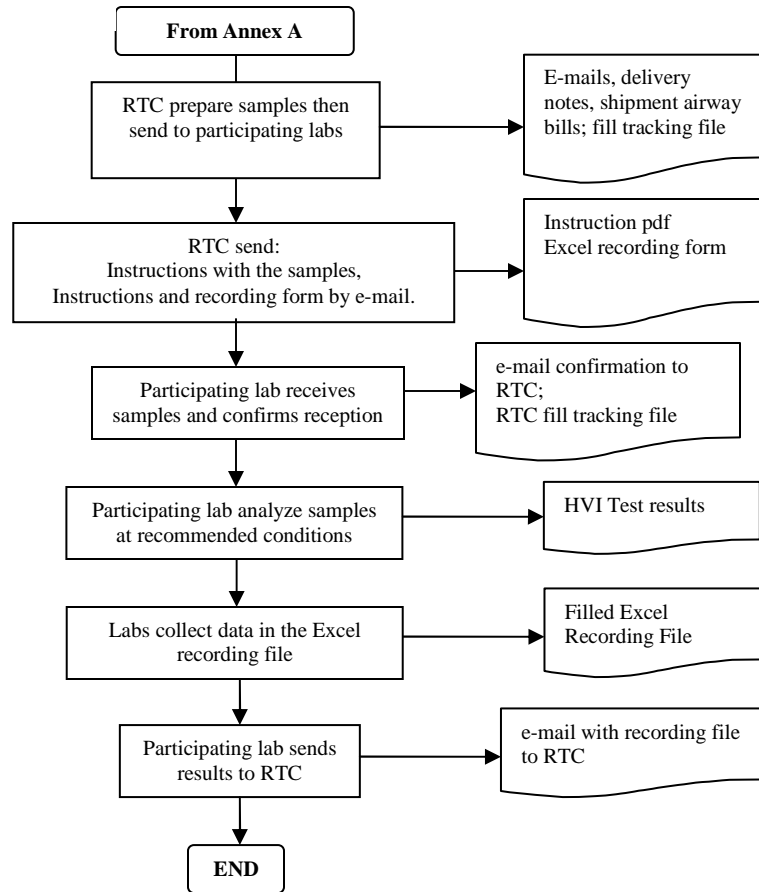 From Annex A
RTC prepare samples then
send to participating labs
E-mails, delivery
notes, shipment airway
bills; fill tracking file
RTC send:
Instructions with the samples,
Instructions and recording form by e-mail.
Instruction pdf
Excel recording form
Participating lab receives
samples and confirms reception
e-mail confirmation to
RTC;
RTC fill tracking file
Participating lab analyze samples
at recommended conditions
HVI Test results
Labs collect data in the Excel
recording file
Filled Excel
Recording File
Participating lab sends
results to RTC
e-mail with recording file
to RTC
END